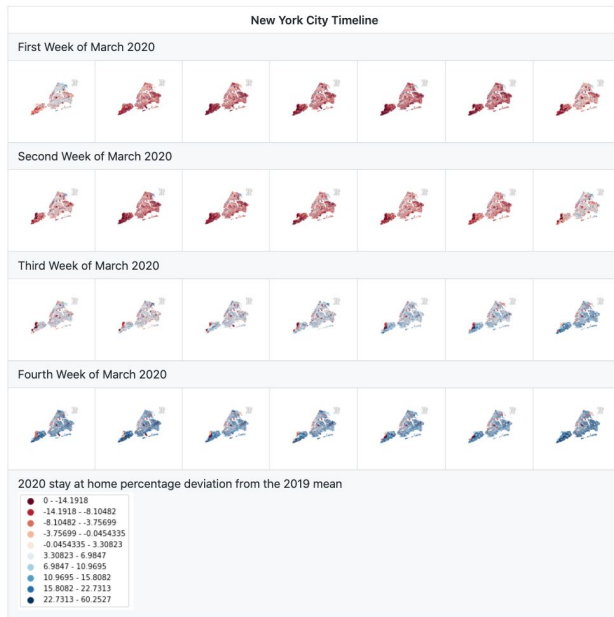 New York City Timeline
First Week of March 2020
Second Week of March 2020
Third Week of March 2020
Fourth Week of March 2020
2020 stay at home percentage deviation from the 2019 mean
0 - -14.1918
-14.1918 - -8.10482
-8.10482 - -3.75699
-3.75699 - -0.0454335
-0.0454335 - 3.30823
3.30823 - 6.9847
6.9847 - 10.9695
10.9695 - 15.8082
15.8082 - 22.7313
22.7313 - 60.2527